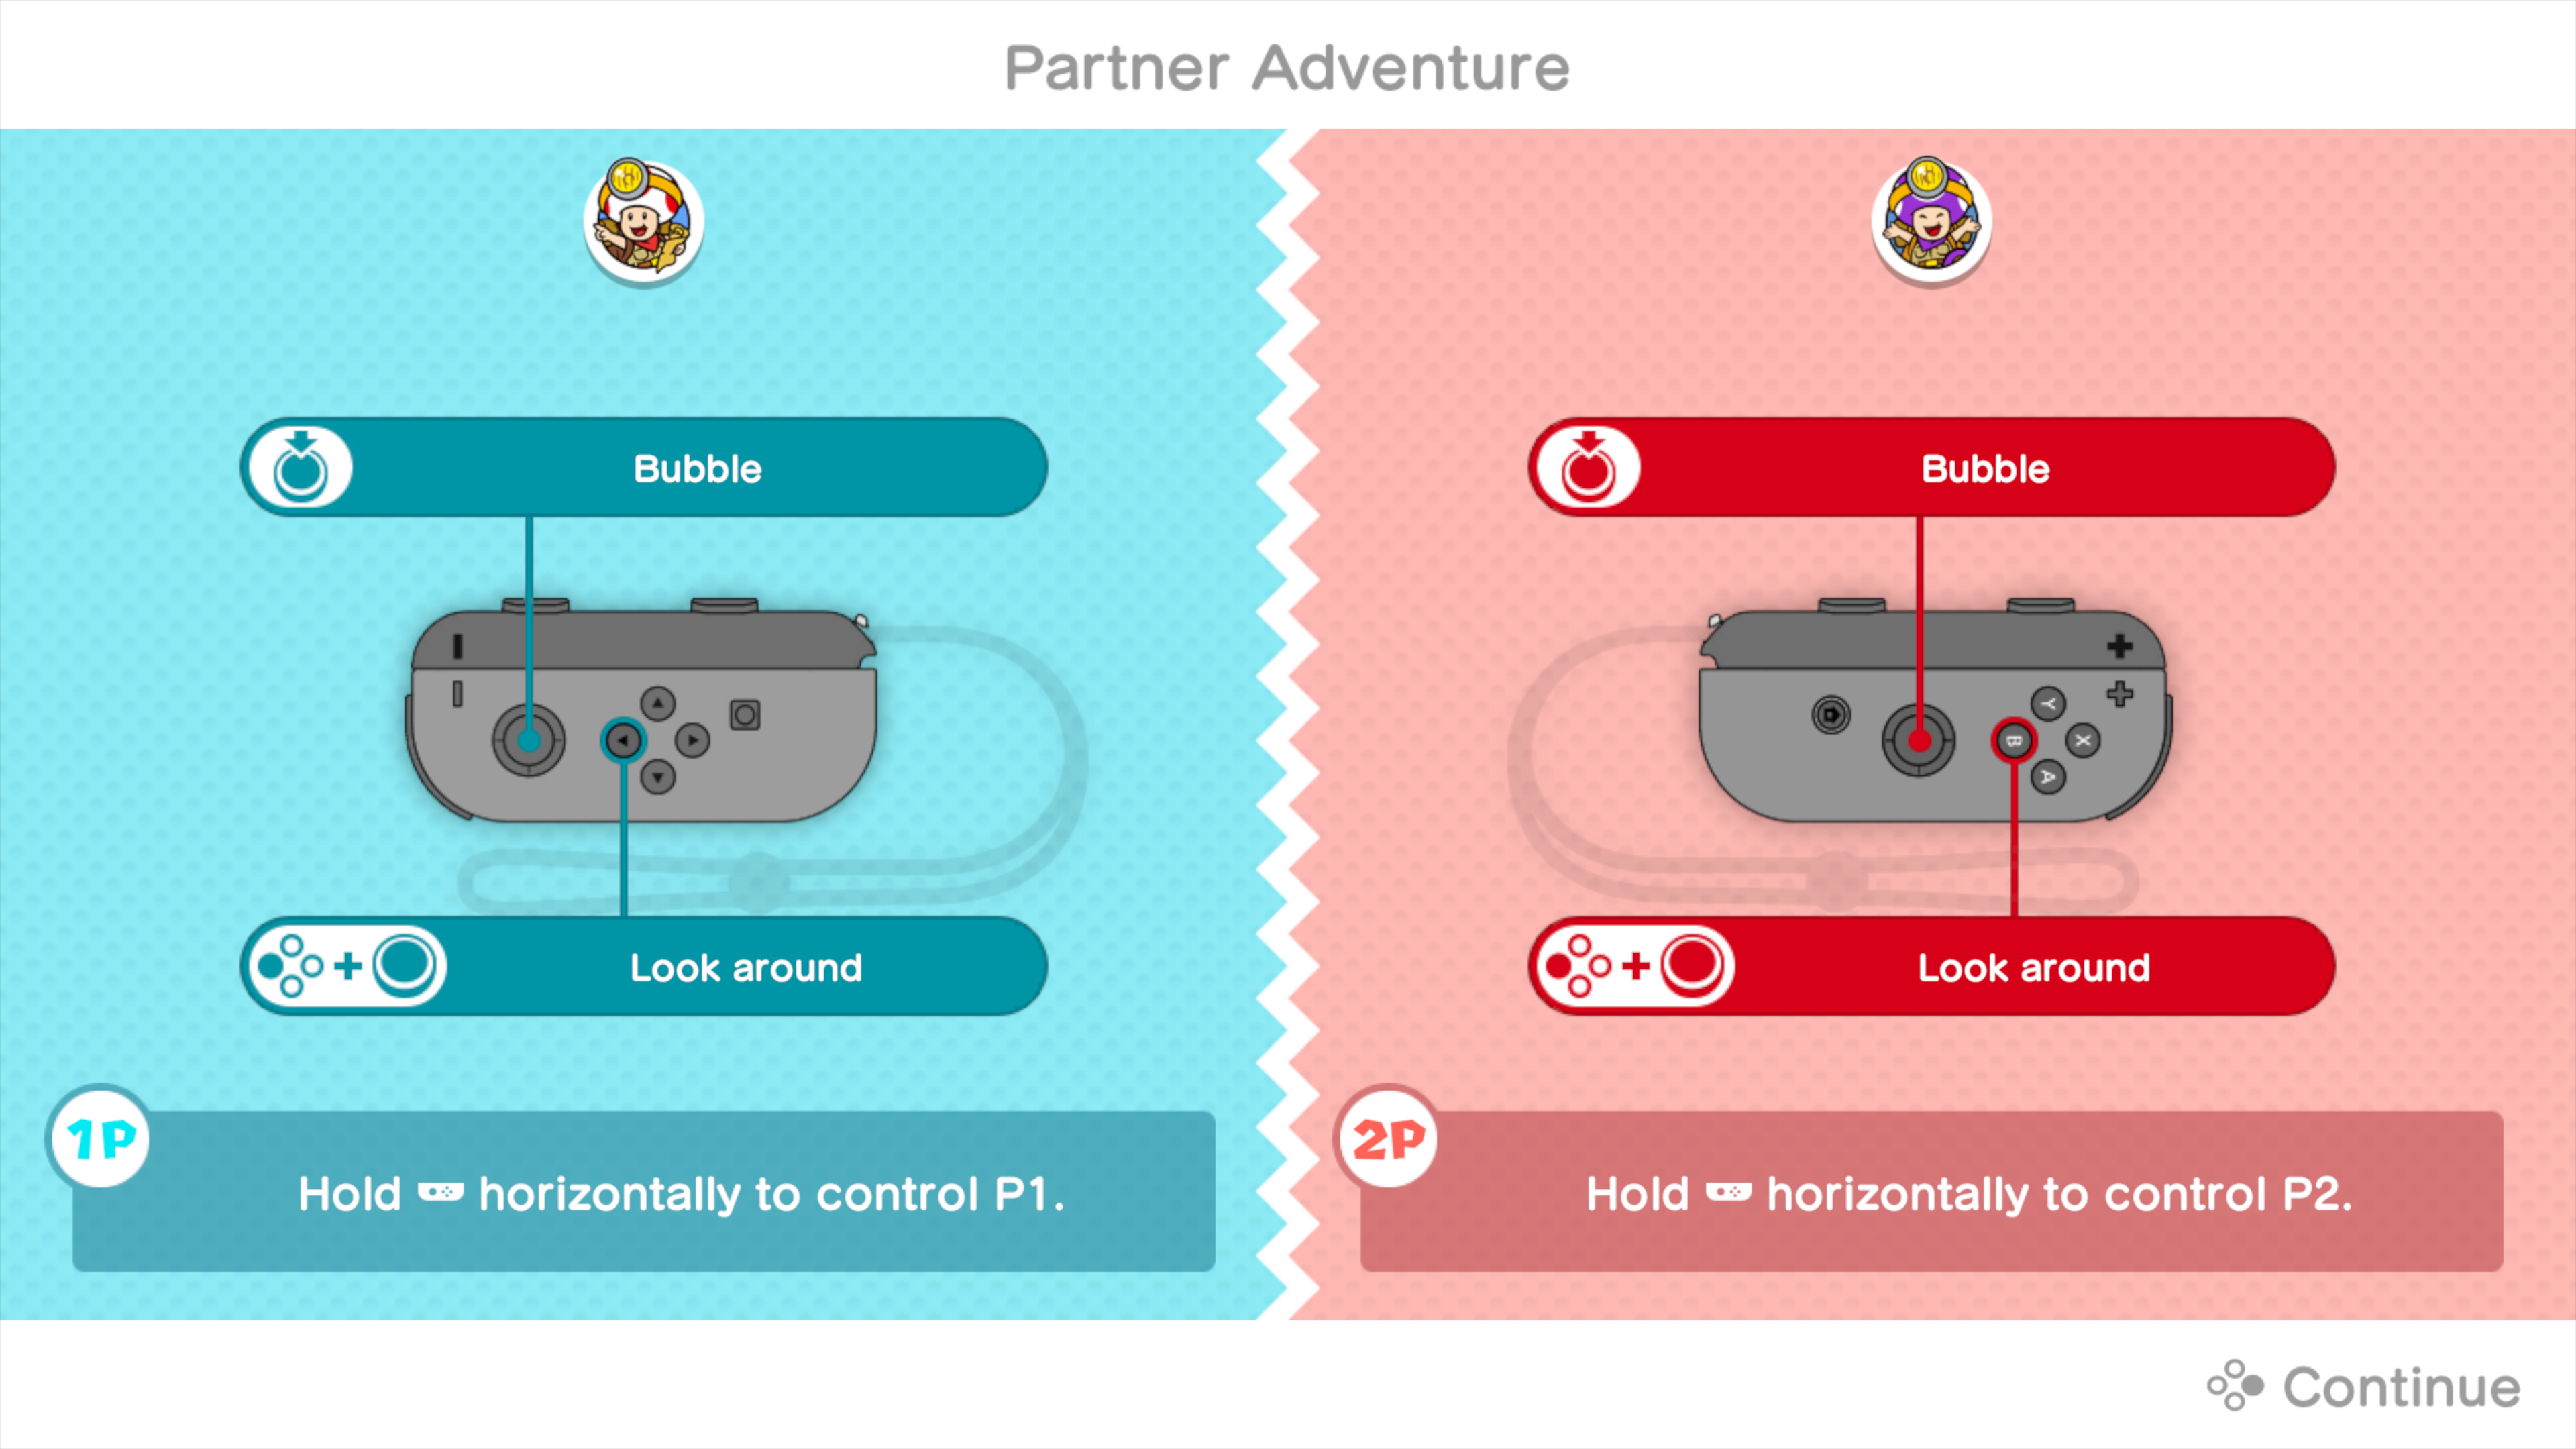 Partner Adventure
Bubble
Look around
1P
Hold horizontally to control P1.
Bubble
Y
B
X
A
Look around
2P
Hold horizontally to control P2.
Continue